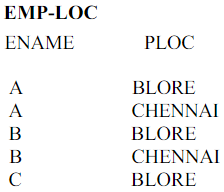 EMP-LOC
ENAME PLOC
A BLORE
A CHENNAI
B BLORE
B CHENNAI
C BLORE